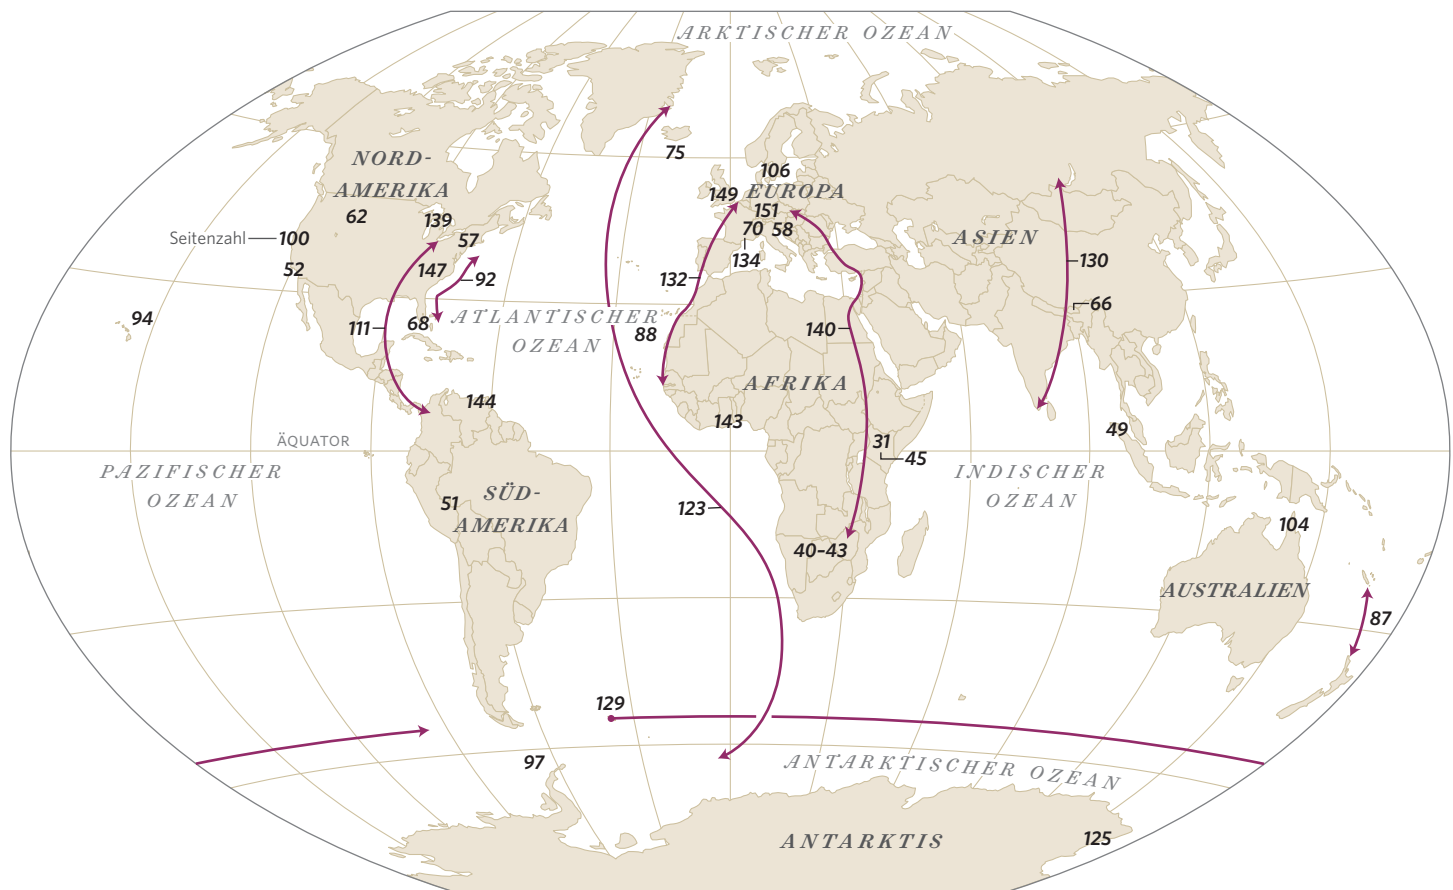 ARKTISCHER OZEAN
75
NORD-
AMERIKA
106
149
EUROPA
62
139
151
Seitenzahl
100
57
70
58
ASIEN
52
147
92
132
134
130
94
111
68
ATLANTISCHER
OZEAN
88
140
66
AFRIKA
144
143
49
ÄQUATOR
31
45
PAZIFISCHER
OZEAN
51
SÜD-
AMERIKA
123
INDISCHER
OZEAN
40–43
104
AUSTRALIEN
87
129
97
ANTARKTISCHER OZEAN
ANTARKTIS
125